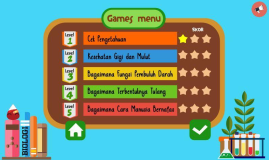 Games menu
Skor
Level 1 Cek Pengetahuan
Level 2 Kesehatan Gigi dan Mulut
Level 3 Bagaimana Fungsi Pembuluh Darah
Level 4 Bagaimana Terbentuknya Tulang
Level 5 Bagaimana Cara Manusia Bernafas
BIOLOGI